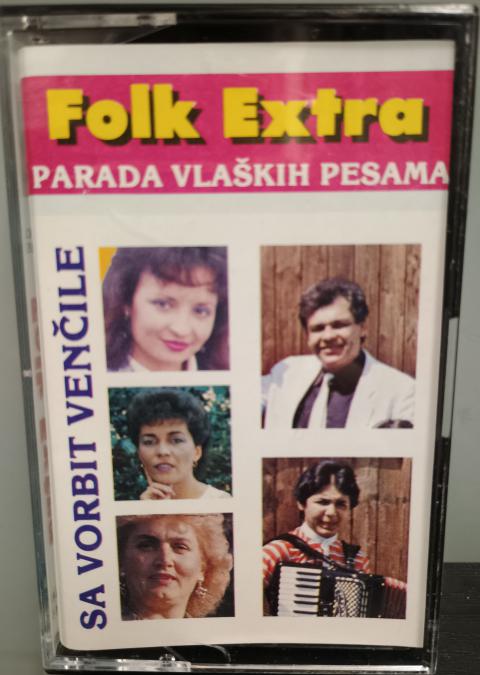 Folk Extra
PARADA VLAŠKIH PESAMA
SA VORBIT VENČILE